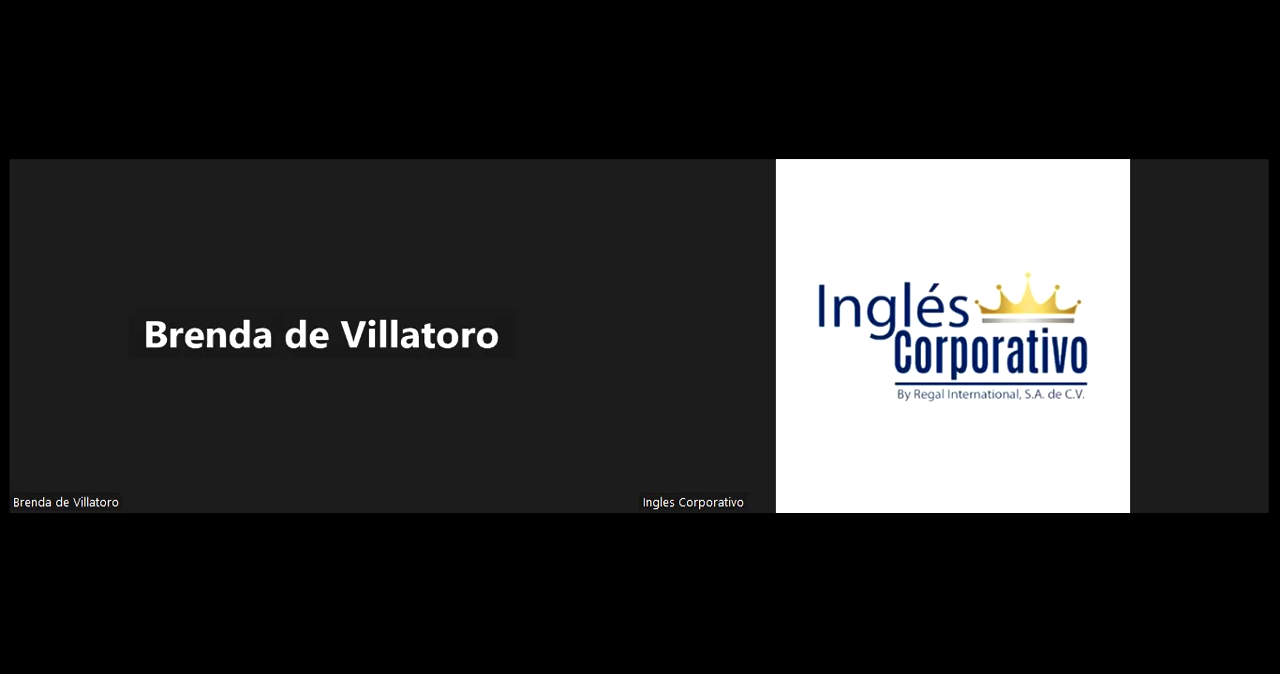 Brenda de Villatoro
Brenda de Villatoro
Inglés
Corporativo
By Regal International, S.A. de C.V.
Ingles Corporativo